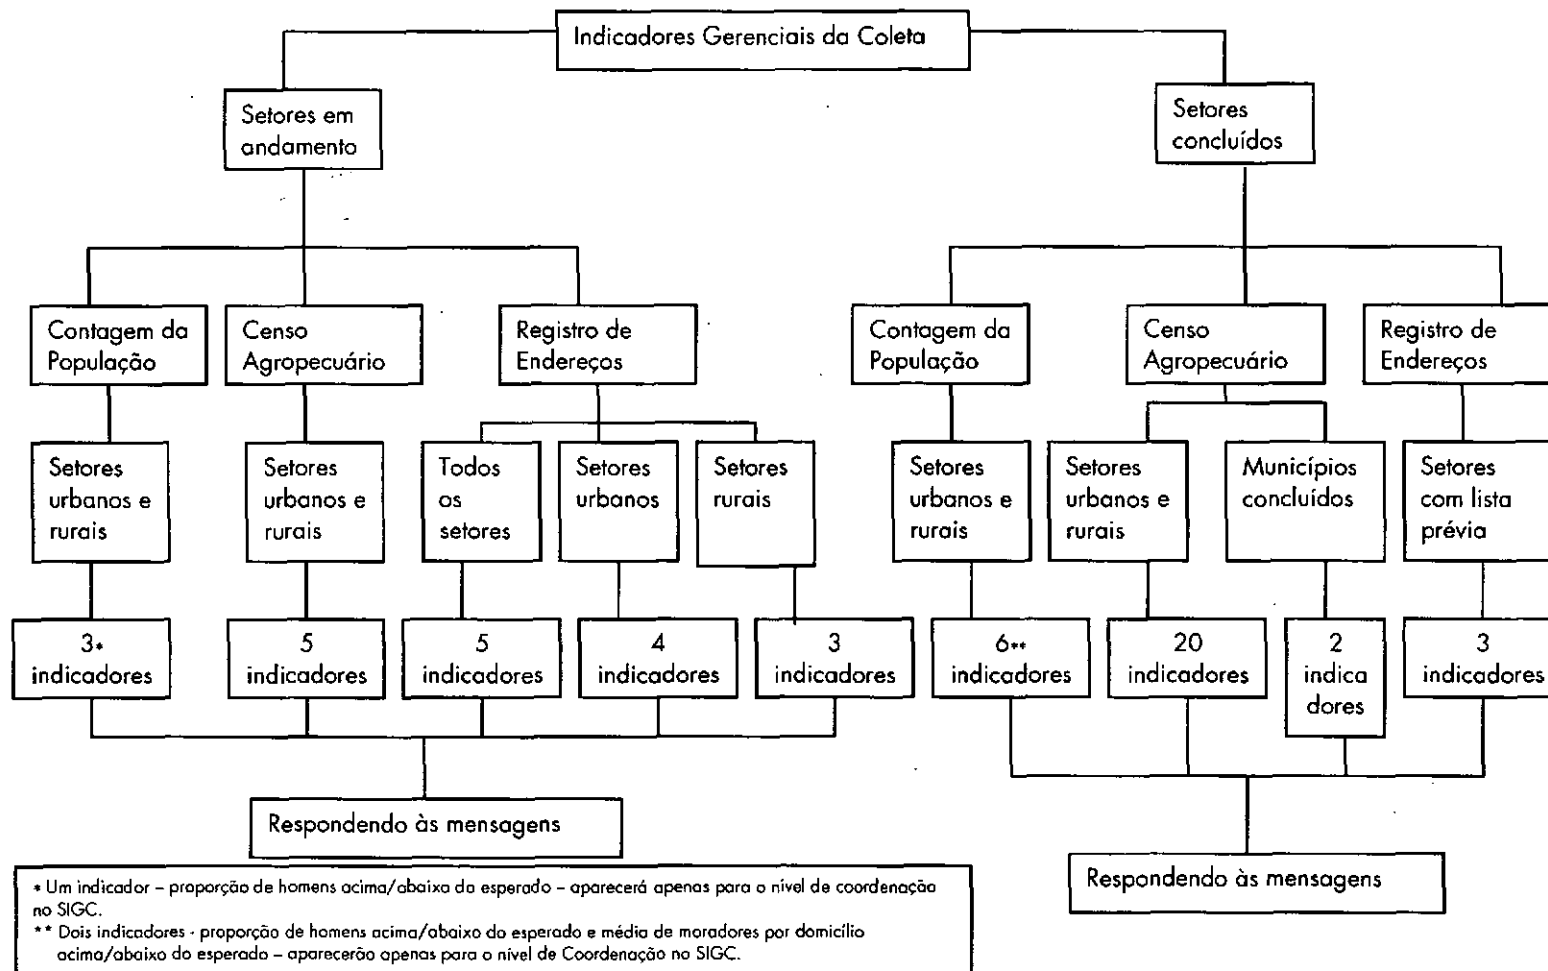 Indicadores Gerenciais da Coleta
Setores em
andamento
Setores
concluídos
Contagem da
População
Censo
Agropecuário
Registro de
Endereços
Contagem da
População
Censo
Agropecuário
Registro de
Endereços
Setores
urbanos e
rurais
Setores
urbanos e
rurais
Todos
os
setores
Setores
urbanos
Setores
rurais
Setores
urbanos e
rurais
Setores
urbanos e
rurais
Municípios
concluídos
Setores
com lista
prévia
3*
indicadores
5
indicadores
5
indicadores
4
indicadores
3
indicadores
6**
indicadores
20
indicadores
2
indica
dores
3
indicadores
Respondendo às mensagens
Respondendo às mensagens
* Um indicador – proporção de homens acima/abaixa do esperado – aparecerá apenas para o nível de coordenação
no SIGC.
** Dois indicadores - proporção de homens acima/abaixo do esperado e média de moradores por domicílio
acima/abaixo do esperado – aparecerão apenas para o nível de Coordenação no SIGC.